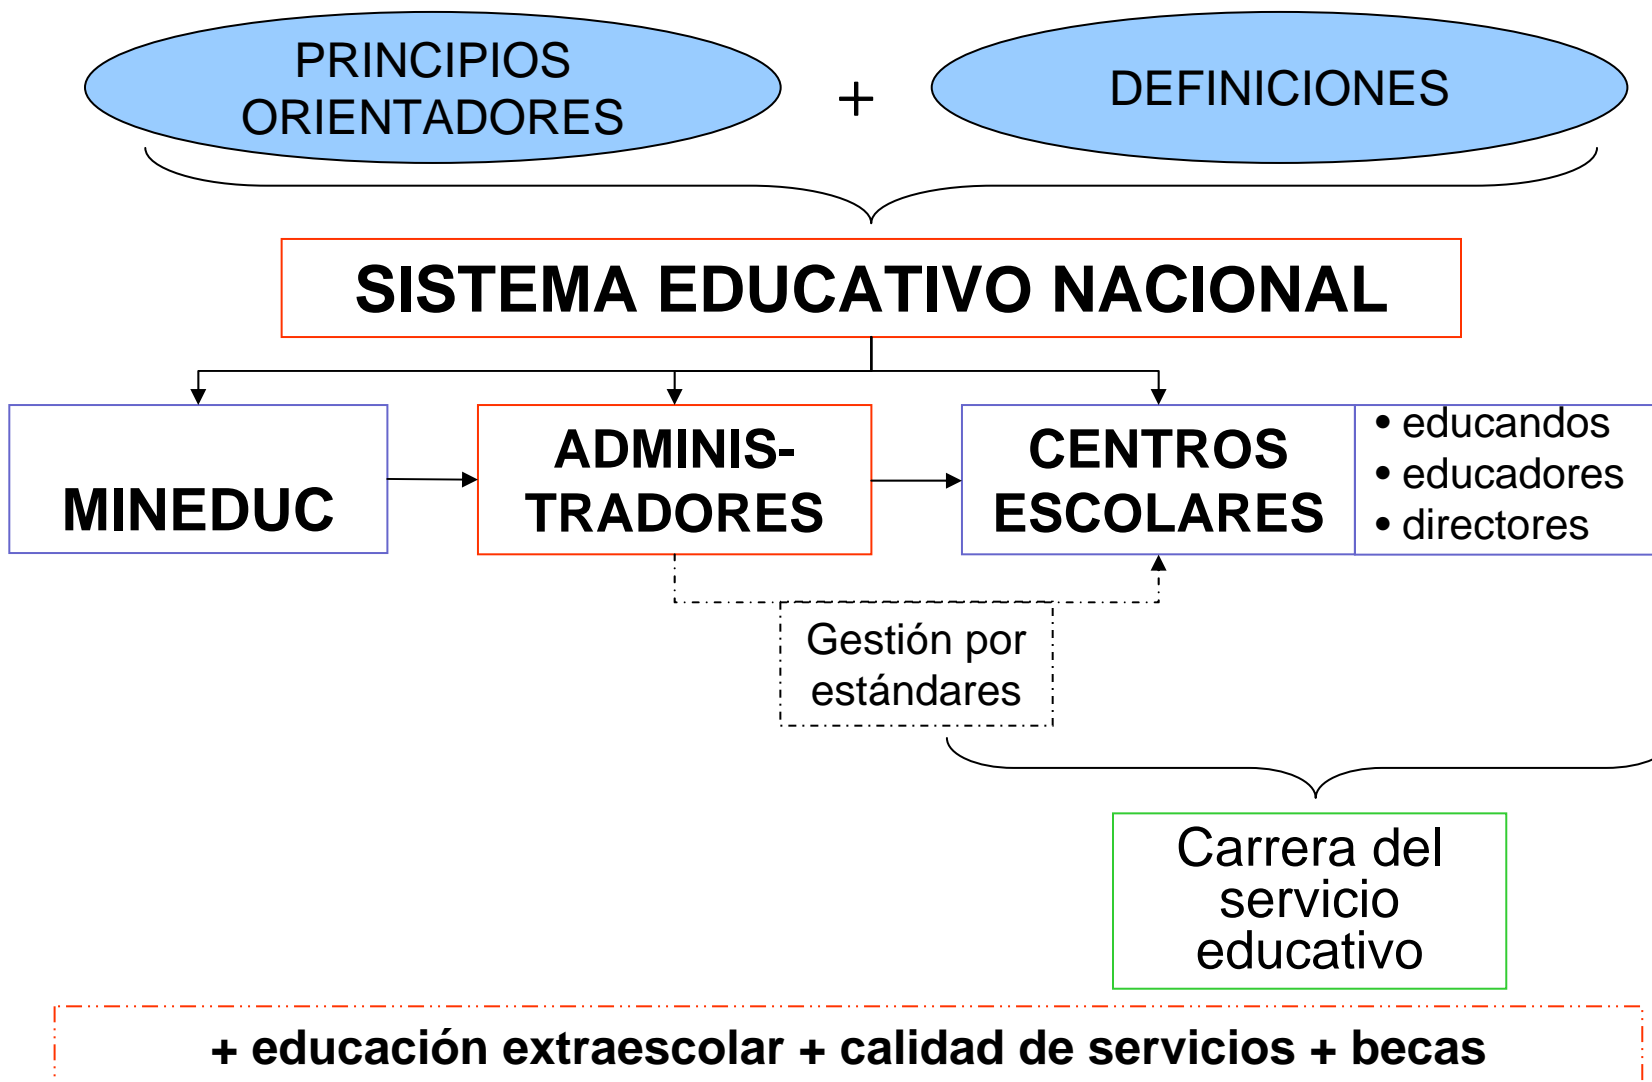 PRINCIPIOS
ORIENTADORES
+
DEFINICIONES
SISTEMA EDUCATIVO NACIONAL
MINEDUC
ADMINIS-
TRADORES
CENTROS
ESCOLARES
• educandos
• educadores
• directores
Gestión por
estándares
Carrera del
servicio
educativo
+ educación extraescolar + calidad de servicios + becas